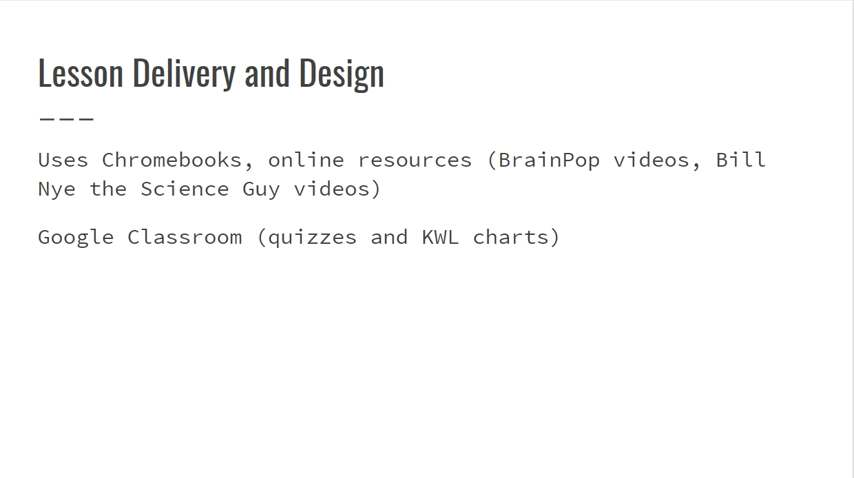 Lesson Delivery and Design
Uses Chromebooks, online resources (BrainPop videos, Bill
Nye the Science Guy videos)
Google Classroom (quizzes and KWL charts)